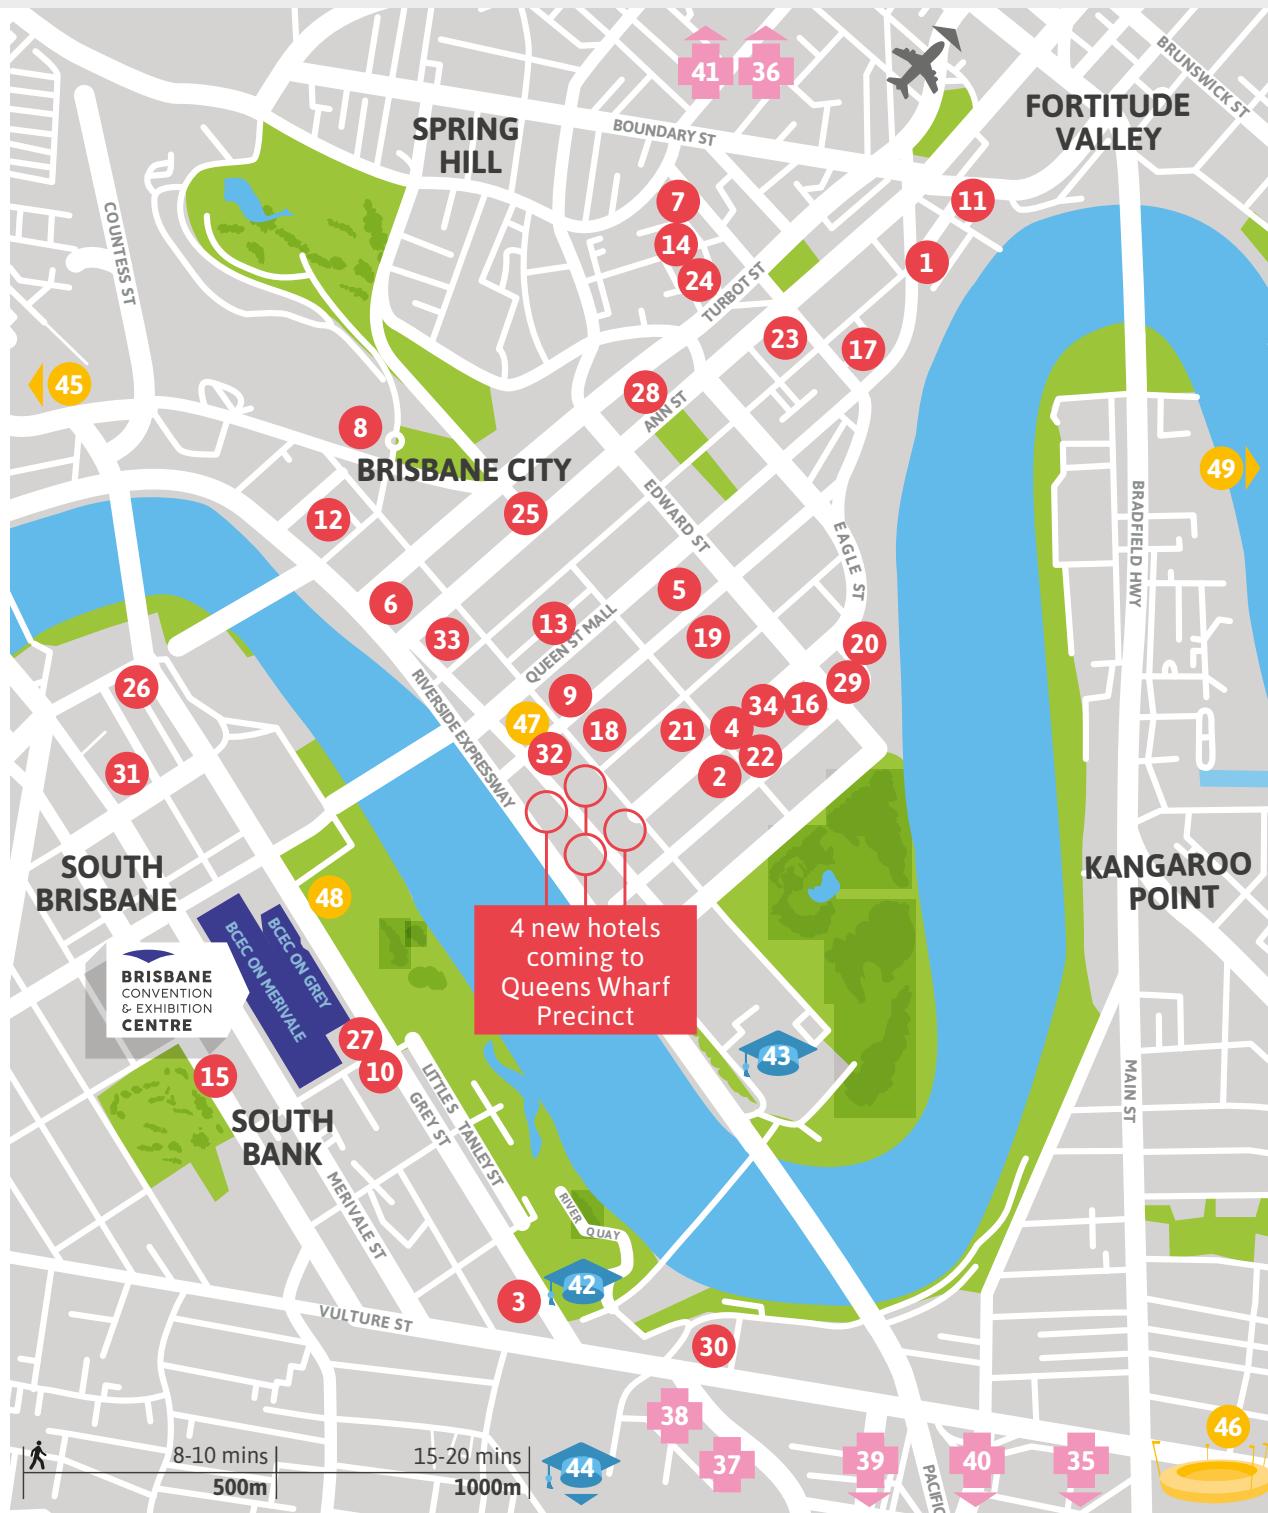 41
36
BRUNSWICK ST
FORTITUDE
VALLEY
SPRING
HILL
BOUNDARY ST
7
11
COUNTESS ST
14
1
24
TURBOT ST
23
17
45
28
ANN ST
8
BRISBANE CITY
49
12
25
EDWARD ST
EAGLE ST
BRADFIELD HWY
6
13
5
33
QUEEN ST MALL
19
20
26
RIVERSIDE EXPRESSWAY
9
29
34
16
47
18
21
4
32
22
31
2
SOUTH
BRISBANE
KANGAROO
POINT
48
4 new hotels
coming to
Queens Wharf
Precinct
BCEC ON GREY
BCEC ON MERIVALE
BRISBANE
CONVENTION
& EXHIBITION
CENTRE
27
43
15
10
LITTLE STANLEY ST
GREY ST
MAIN ST
SOUTH
BANK
MERIVALE ST
RIVER QUAY
42
3
VULTURE ST
30
38
46
8-10 mins
15-20 mins
500m
1000m
44
37
39
40
35
PACIFIC